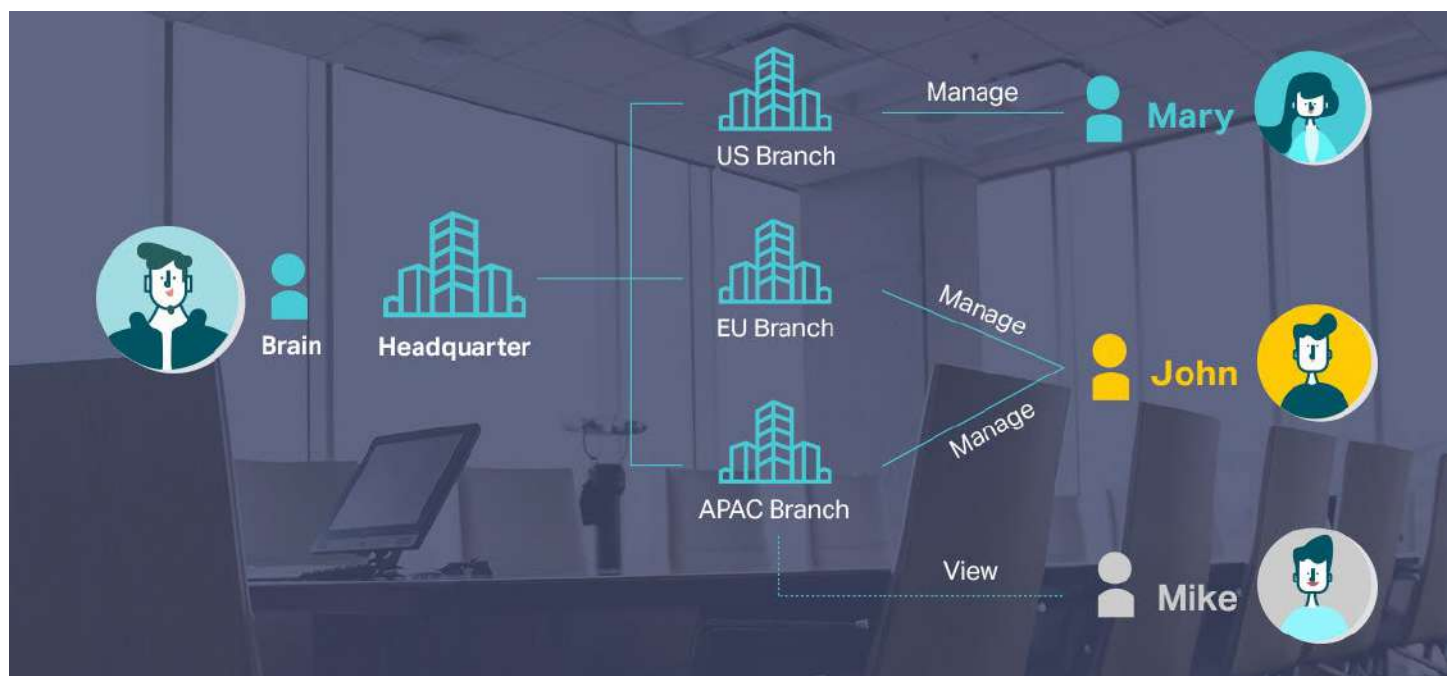 US Branch
Manage
Mary
Brain
Headquarter
EU Branch
Manage
John
Manage
APAC Branch
View
Mike